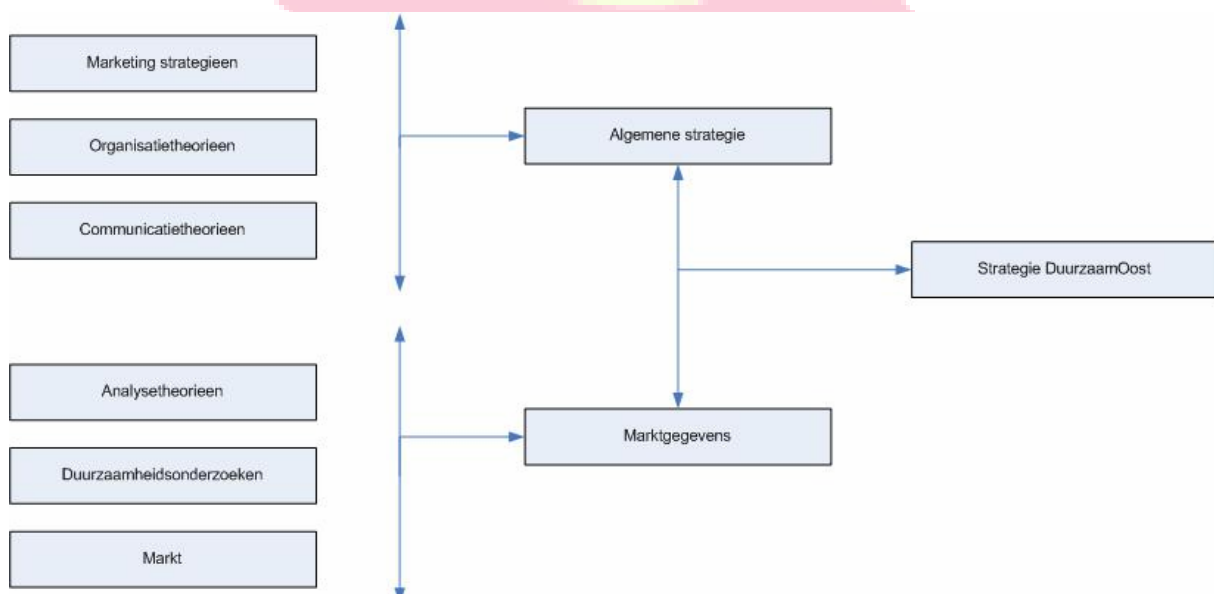 Marketing strategieen
Organisatietheorieen
Communicatietheorieen
Algemene strategie
Strategie DuurzaamOost
Analysetheorieen
Duurzaamheidsonderzoeken
Markt
Marktgegevens